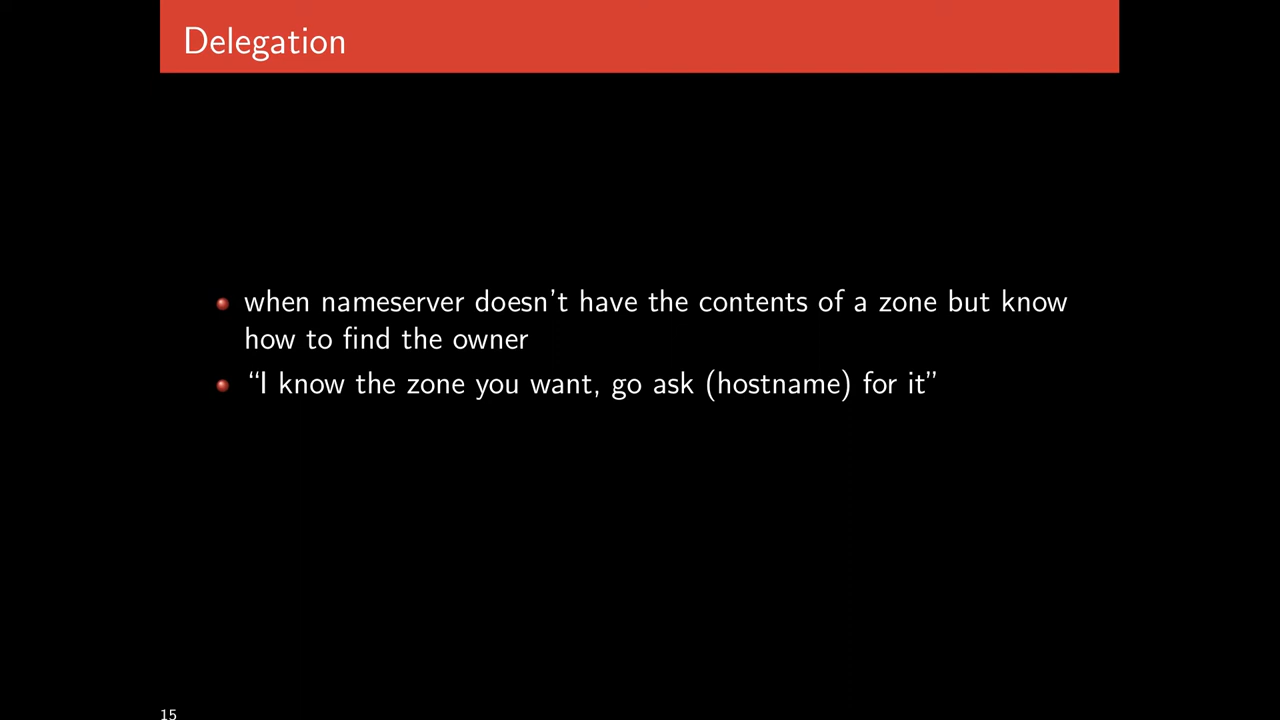 Delegation
when nameserver doesn't have the contents of a zone but know
how to find the owner
“I know the zone you want, go ask (hostname) for it”
15